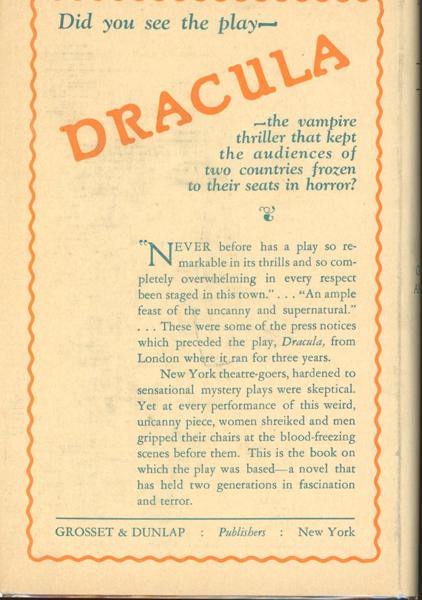 Did you see the play—
DRACULA
—the vampire
thriller that kept
the audiences of
two countries frozen
to their seats in horror?
"NEVER before has a play so re-
markable in its thrills and so com-
pletely overwhelming in every respect
been staged in this town." . . . "An ample
feast of the uncanny and supernatural."
. . . These were some of the press notices
which preceded the play, Dracula, from
London where it ran for three years.
New York theatre-goers, hardened to
sensational mystery plays were skeptical.
Yet at every performance of this weird,
uncanny piece, women shreiked and men
gripped their chairs at the blood-freezing
scenes before them. This is the book on
which the play was based—a novel that
has held two generations in fascination
and terror.
GROSSET & DUNLAP : Publishers : New York